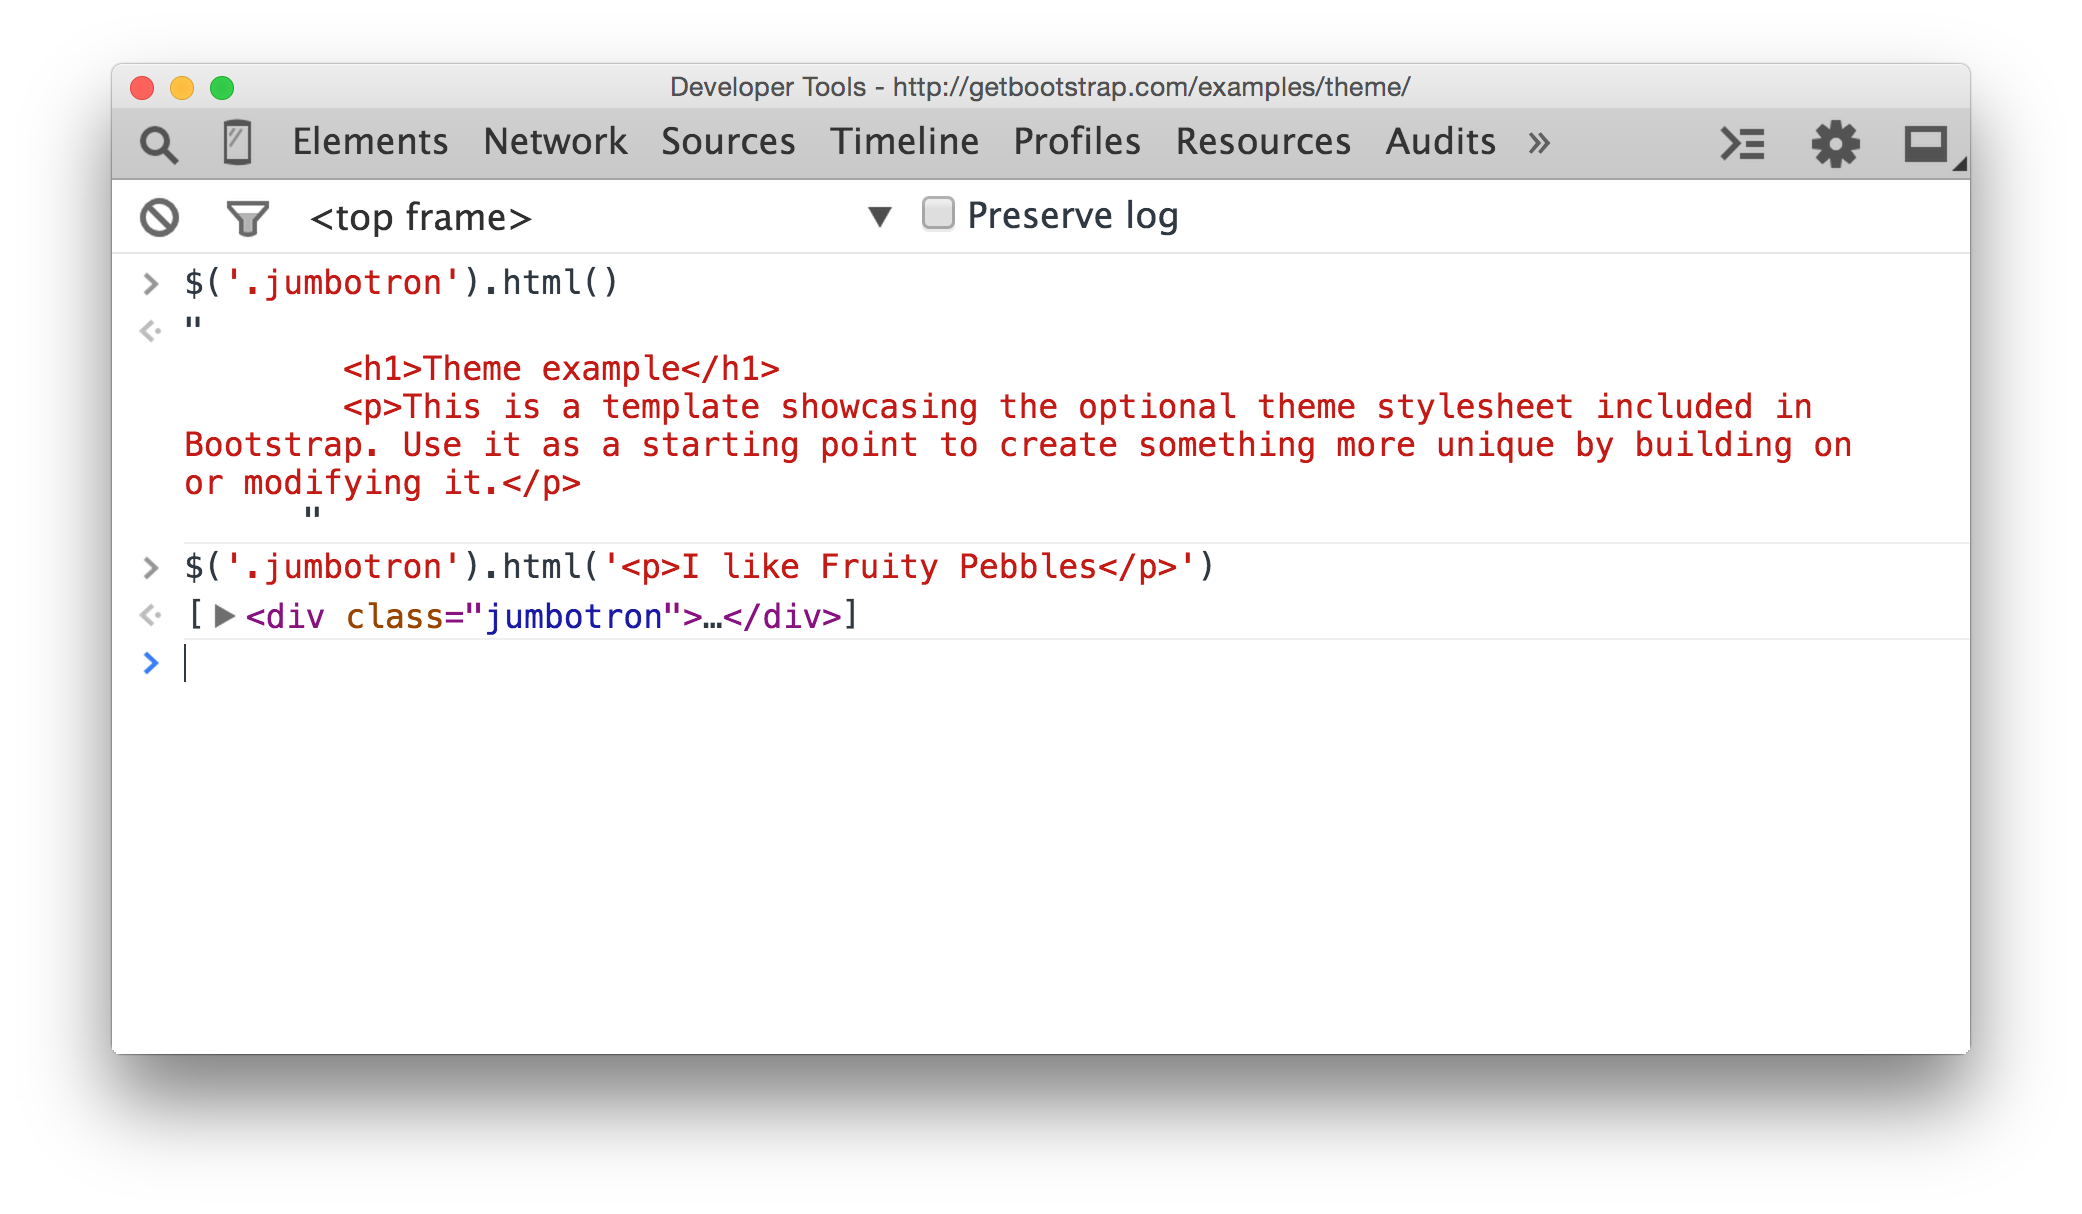 Developer Tools - http://getbootstrap.com/examples/theme/
Elements Network Sources Timeline Profiles Resources Audits »
<top frame> ▼ Preserve log
> $('.jumbotron').html()
"
<h1>Theme example</h1>
<p>This is a template showcasing the optional theme stylesheet included in
Bootstrap. Use it as a starting point to create something more unique by building on
or modifying it.</p>
"
> $('.jumbotron').html('<p>I like Fruity Pebbles</p>')
[▶<div class="jumbotron">…</div>]
>